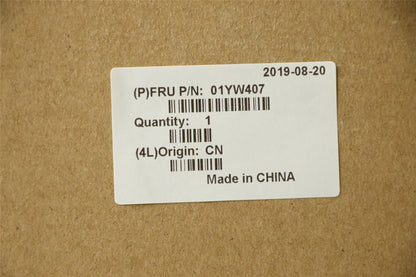 2019-08-20
(P)FRU P/N: 01YW407
Quantity: 1
(4L)Origin: CN
Made in CHINA